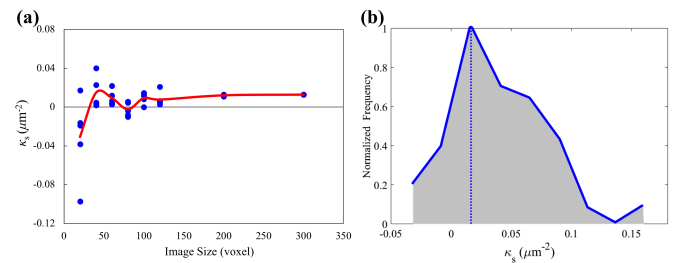 (a)
0.08
0.04
0
-0.04
-0.08
-0.12
κs (μm⁻²)
0 50 100 150 200 250 300 350
Image Size (voxel)
(b)
1
0.8
0.6
0.4
0.2
0
Normalized Frequency
-0.05 0 0.05 0.1 0.15
κs (μm⁻²)